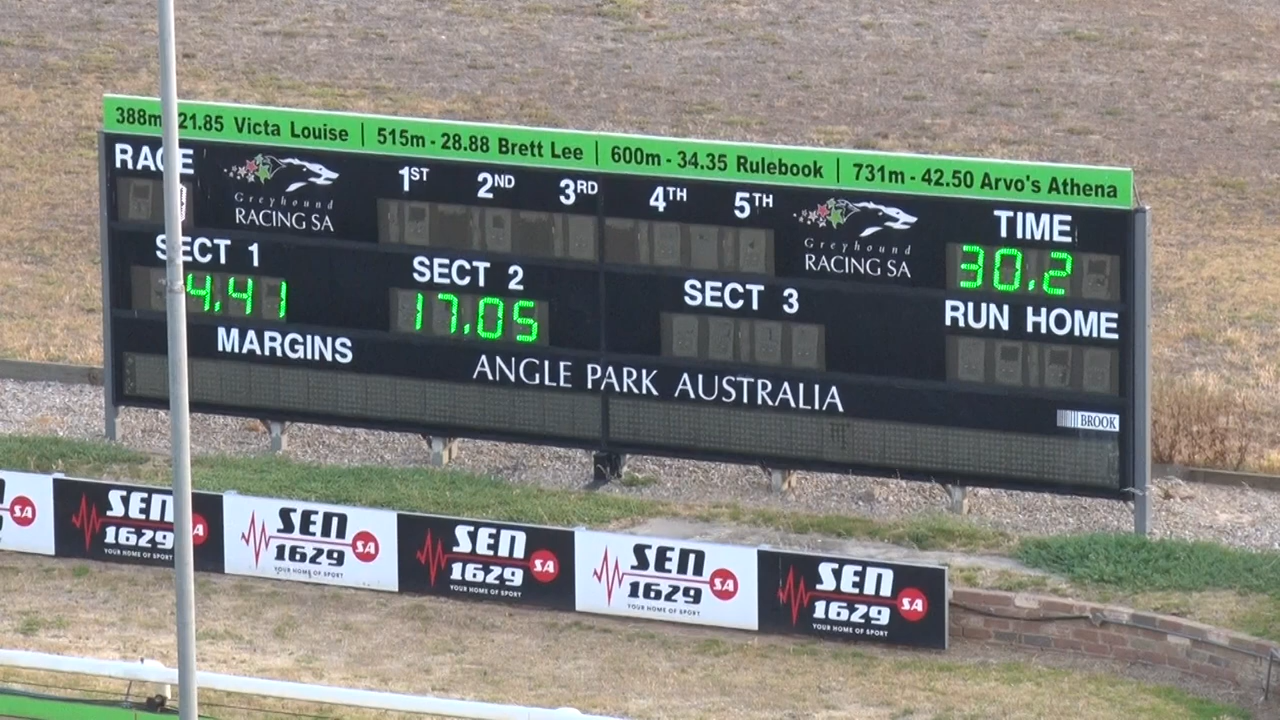 388m 21.85 Victa Louise | 515m - 28.88 Brett Lee | 600m - 34.35 Rulebook | 731m - 42.50 Arvo's Athena
RACE
Greyhound
RACING SA
1ST 2ND 3RD 4TH 5TH
Greyhound
RACING SA
TIME
30.2
SECT 1
4.41
SECT 2
17.05
SECT 3
RUN HOME
MARGINS
ANGLE PARK AUSTRALIA
BROOK
SA
SEN
1629
A
YOUR HOME OF SPORT
SEN
1629
SA
YOUR HOME OF SPORT
SEN
1629
SA
YOUR HOME OF SPORT
SEN
1629
SA
YOUR HOME OF SPORT
SEN
1629
SA
YOUR HOME OF SPORT